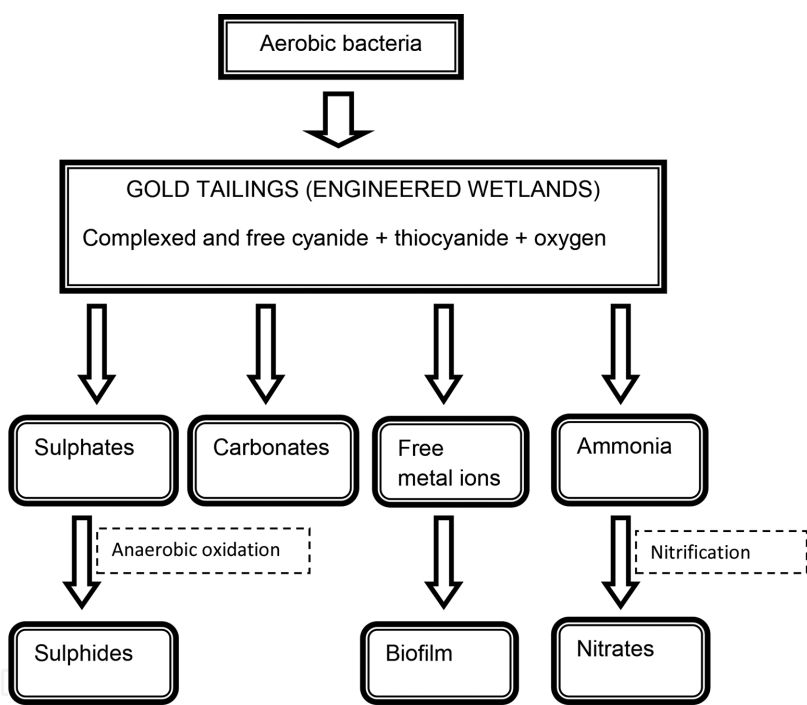 Aerobic bacteria
GOLD TAILINGS (ENGINEERED WETLANDS)
Complexed and free cyanide + thiocyanide + oxygen
Sulphates
Carbonates
Free
metal ions
Ammonia
Anaerobic oxidation
Nitrification
Sulphides
Biofilm
Nitrates